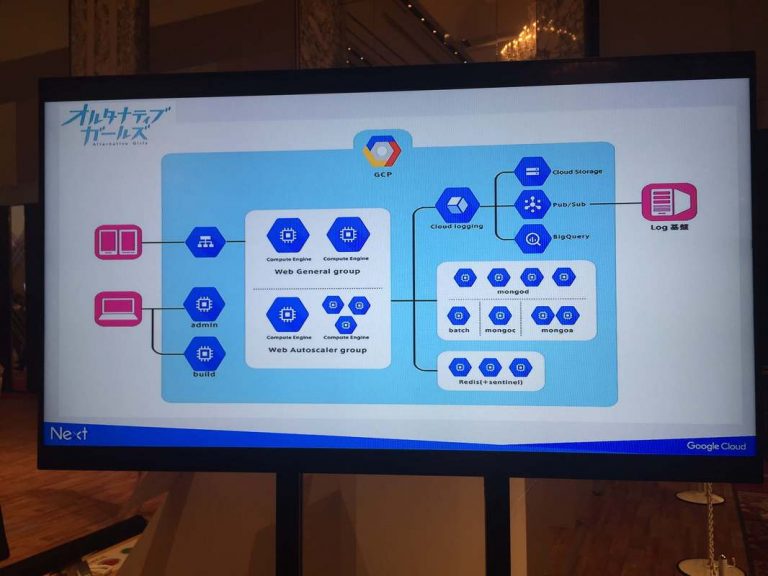 オルタナティブ
ガールズ
Alternative Girls
GCP
Cloud Storage
Cloud logging
Pub/Sub
Log 基盤
BigQuery
Compute Engine
Compute Engine
Web General group
mongod
admin
batch
mongoc
mongoa
Compute Engine
Compute Engine
Web Autoscaler group
build
Redis(+sentinel)
Next
Google Cloud